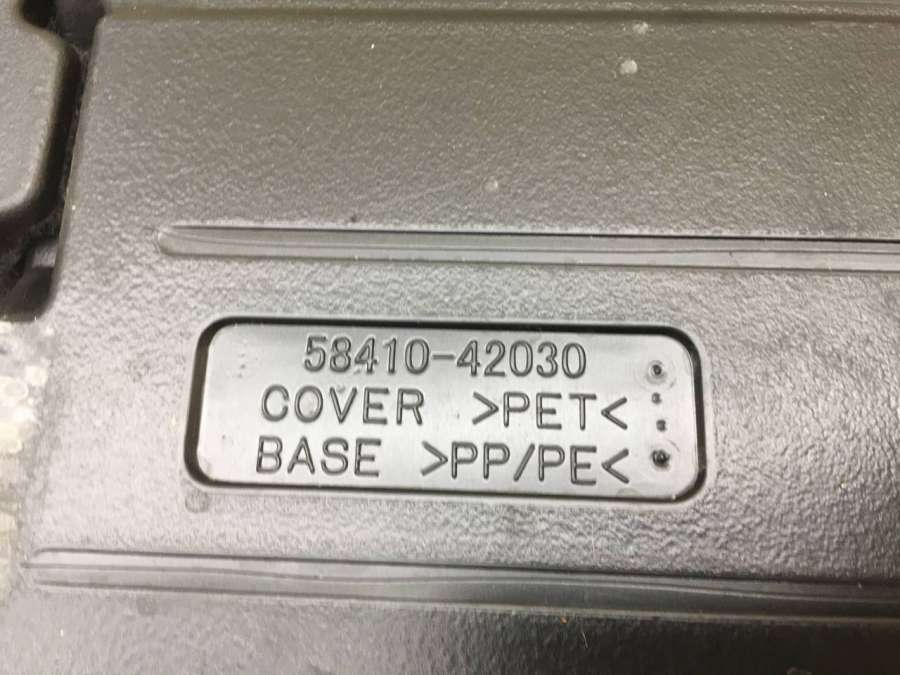 58410-42030
COVER >PET<
BASE >PP/PE<